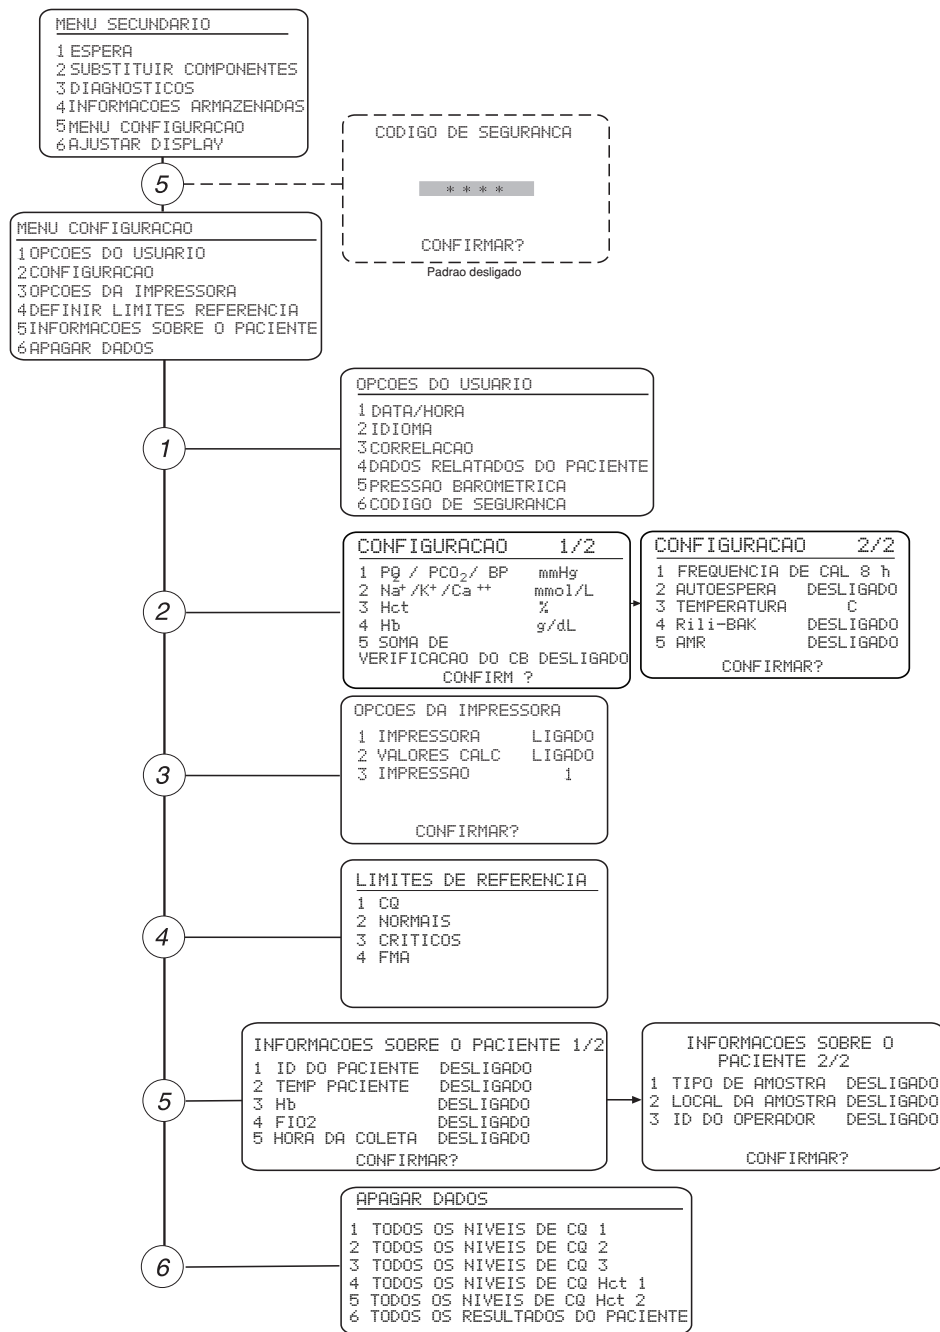 MENU SECUNDARIO
1 ESPERA
2 SUBSTITUIR COMPONENTES
3 DIAGNOSTICOS
4 INFORMACOES ARMAZENADAS
5 MENU CONFIGURACAO
6 AJUSTAR DISPLAY
CODIGO DE SEGURANCA
* * * *
CONFIRMAR?
Padrao desligado
5
MENU CONFIGURACAO
1 OPCOES DO USUARIO
2 CONFIGURACAO
3 OPCOES DA IMPRESSORA
4 DEFINIR LIMITES REFERENCIA
5 INFORMACOES SOBRE O PACIENTE
6 APAGAR DADOS
1
OPCOES DO USUARIO
1 DATA/HORA
2 IDIOMA
3 CORRELACAO
4 DADOS RELATADOS DO PACIENTE
5 PRESSAO BAROMETRICA
6 CODIGO DE SEGURANCA
2
CONFIGURACAO 1/2
1 PO2 / PCO2 / BP mmHg
2 Na+ /K+ /Ca ++ mmol/L
3 Hct %
4 Hb g/dL
5 SOMA DE
VERIFICACAO DO CB DESLIGADO
CONFIRM ?
CONFIGURACAO 2/2
1 FREQUENCIA DE CAL 8 h
2 AUTOESPERA DESLIGADO
3 TEMPERATURA C
4 Rili-BAK DESLIGADO
5 AMR DESLIGADO
CONFIRMAR?
3
OPCOES DA IMPRESSORA
1 IMPRESSORA LIGADO
2 VALORES CALC LIGADO
3 IMPRESSAO 1
CONFIRMAR?
4
LIMITES DE REFERENCIA
1 CQ
2 NORMAIS
3 CRITICOS
4 FMA
5
INFORMACOES SOBRE O PACIENTE 1/2
1 ID DO PACIENTE DESLIGADO
2 TEMP PACIENTE DESLIGADO
3 Hb DESLIGADO
4 FIO2 DESLIGADO
5 HORA DA COLETA DESLIGADO
CONFIRMAR?
INFORMACOES SOBRE O
PACIENTE 2/2
1 TIPO DE AMOSTRA DESLIGADO
2 LOCAL DA AMOSTRA DESLIGADO
3 ID DO OPERADOR DESLIGADO
CONFIRMAR?
6
APAGAR DADOS
1 TODOS OS NIVEIS DE CQ 1
2 TODOS OS NIVEIS DE CQ 2
3 TODOS OS NIVEIS DE CQ 3
4 TODOS OS NIVEIS DE CQ Hct 1
5 TODOS OS NIVEIS DE CQ Hct 2
6 TODOS OS RESULTADOS DO PACIENTE